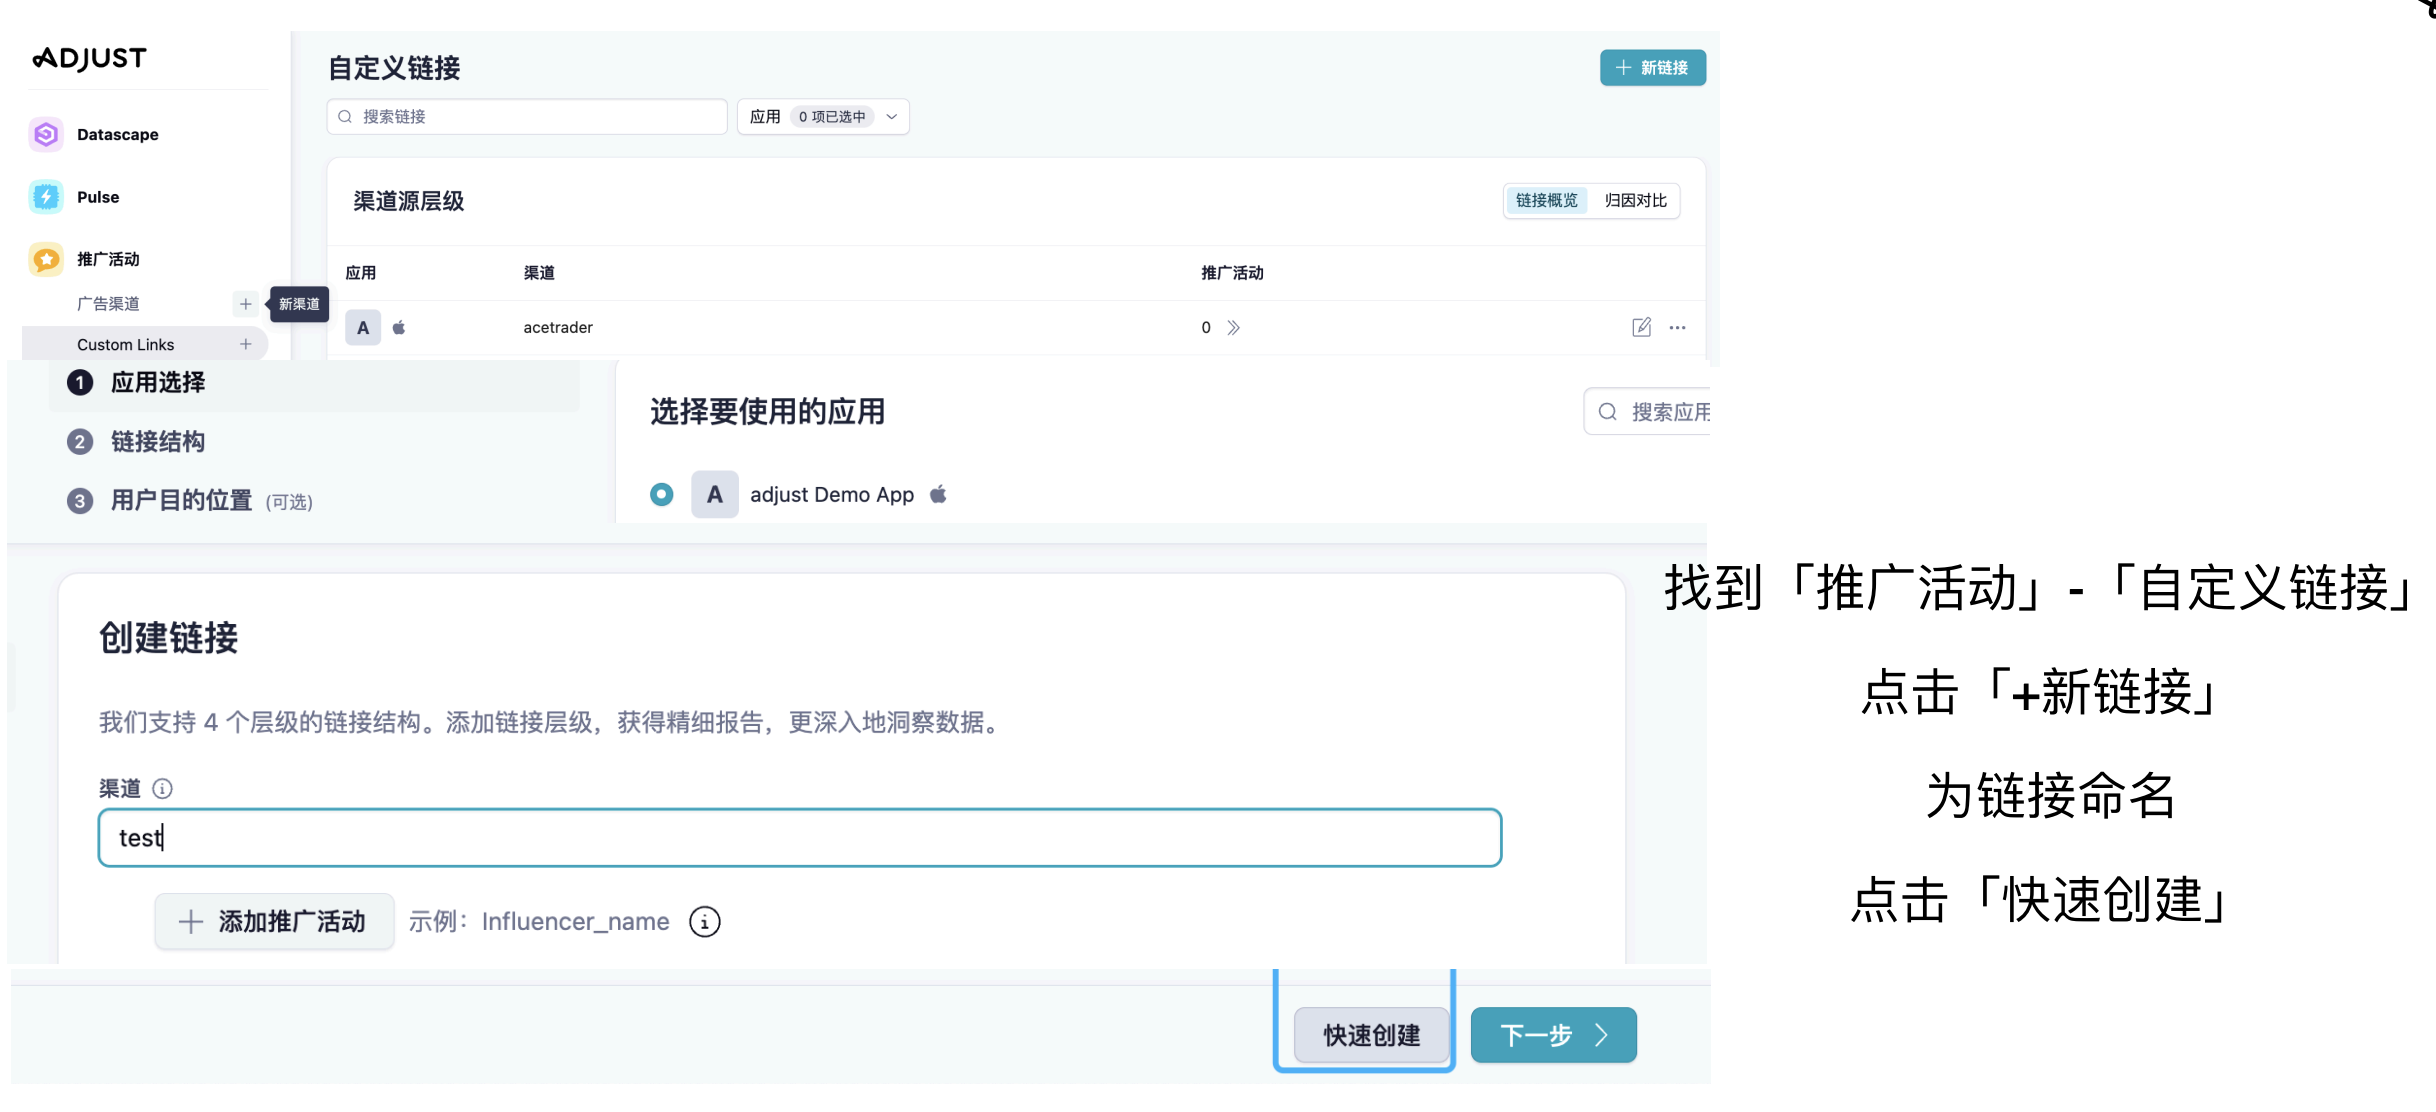 ADJUST
Datascape
Pulse
推广活动
广告渠道
新渠道
Custom Links
自定义链接
新链接
搜索链接
应用 0 项已选中
渠道源层级
链接概览 归因对比
应用 渠道 推广活动
A acetrader 0
1 应用选择
2 链接结构
3 用户目的位置 (可选)
选择要使用的应用
搜索应用
A adjust Demo App
创建链接
我们支持 4 个层级的链接结构。添加链接层级，获得精细报告，更深入地洞察数据。
渠道
test
添加推广活动 示例：Influencer_name
快速创建 下一步
找到「推广活动」-「自定义链接」
点击「+新链接」
为链接命名
点击「快速创建」